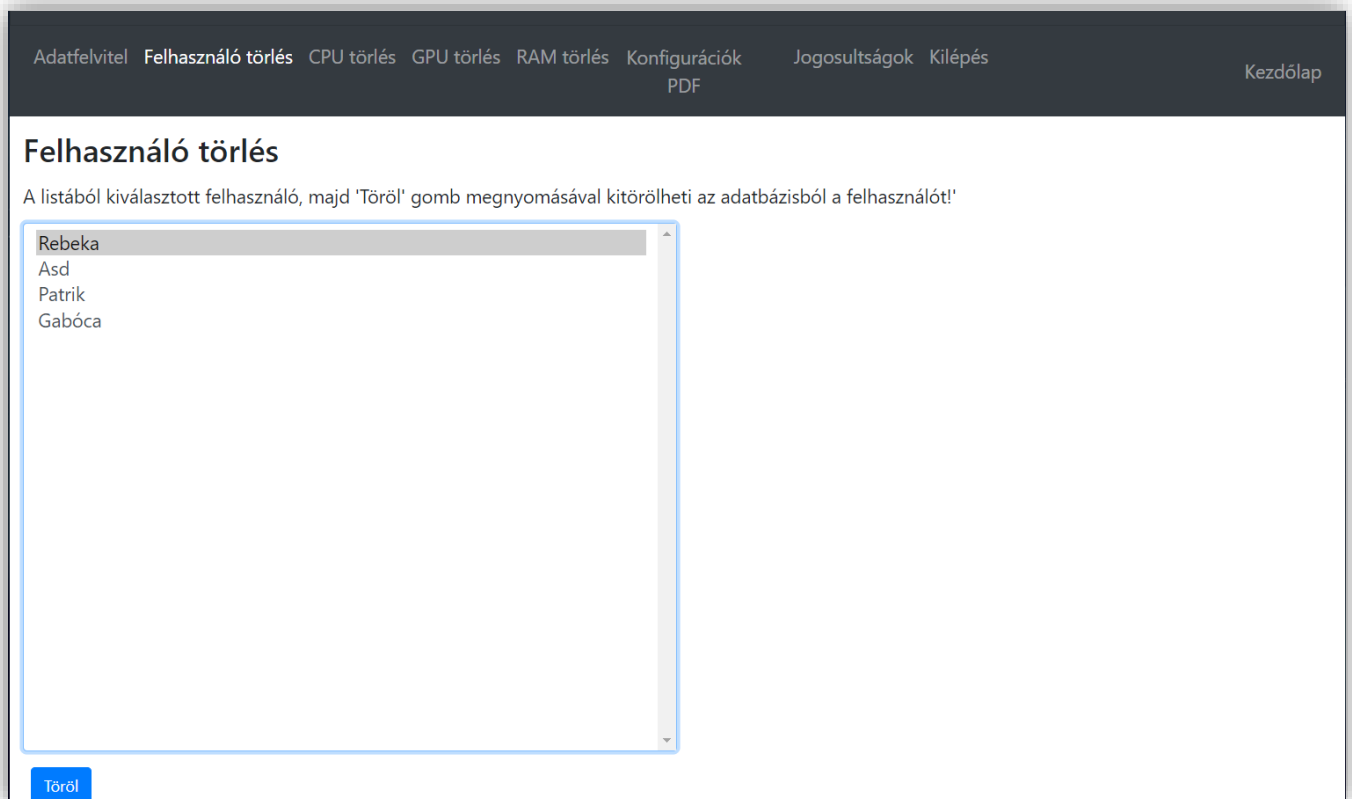 Adatfelvitel Felhasználó törlés CPU törlés GPU törlés RAM törlés Konfigurációk PDF Jogosultságok Kilépés Kezdőlap
Felhasználó törlés
A listából kiválasztott felhasználó, majd 'Töröl' gomb megnyomásával kitörölheti az adatbázisból a felhasználót!'
Rebeka
Asd
Patrik
Gabóca
Töröl